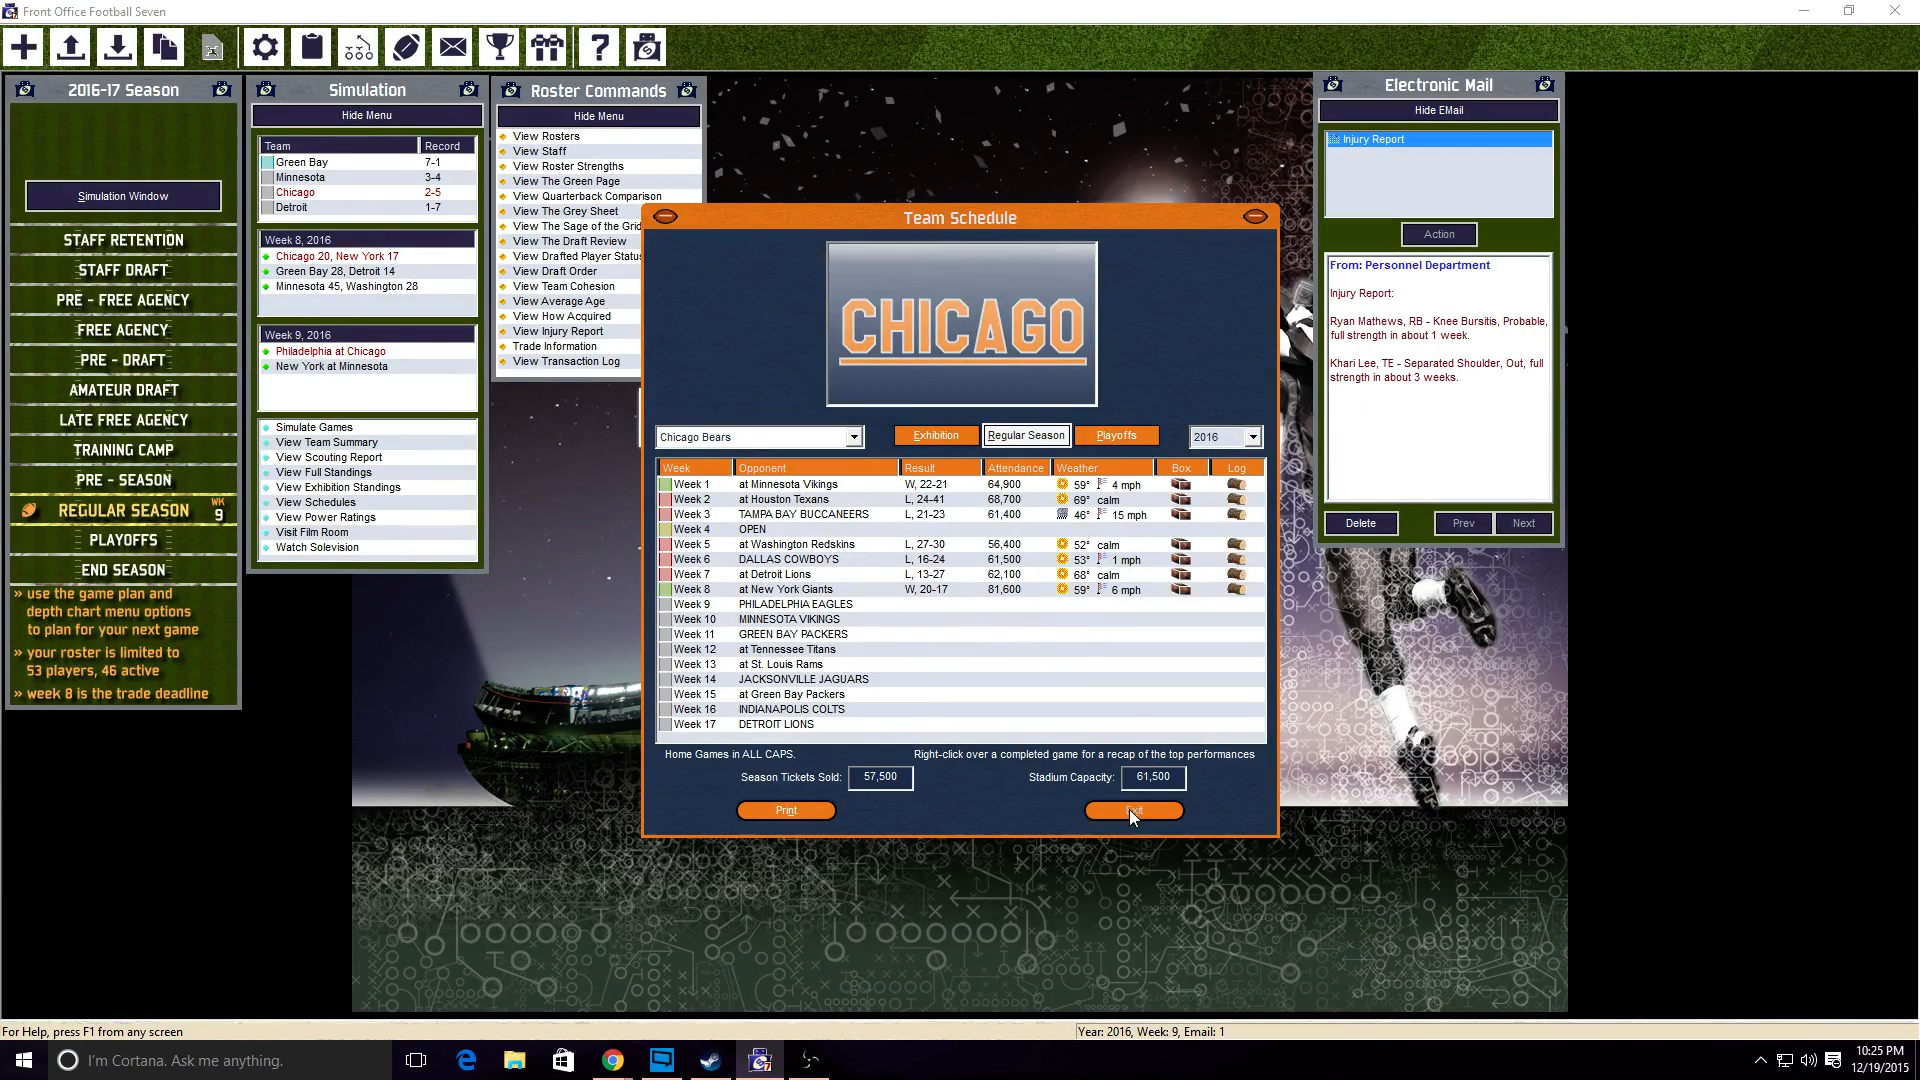 Front Office Football Seven
2016-17 Season
Simulation Window
STAFF RETENTION
STAFF DRAFT
PRE - FREE AGENCY
FREE AGENCY
PRE - DRAFT
AMATEUR DRAFT
LATE FREE AGENCY
TRAINING CAMP
PRE - SEASON
REGULAR SEASON WK 9
PLAYOFFS
END SEASON
» use the game plan and
depth chart menu options
to plan for your next game
» your roster is limited to
53 players, 46 active
» week 8 is the trade deadline
Simulation
Hide Menu
Team Record
Green Bay 7-1
Minnesota 3-4
Chicago 2-5
Detroit 1-7
Week 8, 2016
Chicago 20, New York 17
Green Bay 28, Detroit 14
Minnesota 45, Washington 28
Week 9, 2016
Philadelphia at Chicago
New York at Minnesota
Simulate Games
View Team Summary
View Scouting Report
View Full Standings
View Exhibition Standings
View Schedules
View Power Ratings
Visit Film Room
Watch Solevision
Roster Commands
Hide Menu
View Rosters
View Staff
View Roster Strengths
View The Green Page
View Quarterback Comparison
View The Grey Sheet
View The Sage of the Grid
View The Draft Review
View Drafted Player Status
View Draft Order
View Team Cohesion
View Average Age
View How Acquired
View Injury Report
Trade Information
View Transaction Log
Team Schedule
CHICAGO
Chicago Bears Exhibition Regular Season Playoffs 2016
Week Opponent Result Attendance Weather Box Log
Week 1 at Minnesota Vikings W, 22-21 64,900 59° 4 mph
Week 2 at Houston Texans L, 24-41 68,700 69° calm
Week 3 TAMPA BAY BUCCANEERS L, 21-23 61,400 46° 15 mph
Week 4 OPEN
Week 5 at Washington Redskins L, 27-30 56,400 52° calm
Week 6 DALLAS COWBOYS L, 16-24 61,500 53° 1 mph
Week 7 at Detroit Lions L, 13-27 62,100 68° calm
Week 8 at New York Giants W, 20-17 81,600 59° 6 mph
Week 9 PHILADELPHIA EAGLES
Week 10 MINNESOTA VIKINGS
Week 11 GREEN BAY PACKERS
Week 12 at Tennessee Titans
Week 13 at St. Louis Rams
Week 14 JACKSONVILLE JAGUARS
Week 15 at Green Bay Packers
Week 16 INDIANAPOLIS COLTS
Week 17 DETROIT LIONS
Home Games in ALL CAPS. Right-click over a completed game for a recap of the top performances
Season Tickets Sold: 57,500 Stadium Capacity: 61,500
Print Exit
Electronic Mail
Hide EMail
Injury Report
Action
From: Personnel Department
Injury Report:
Ryan Mathews, RB - Knee Bursitis, Probable,
full strength in about 1 week.
Khari Lee, TE - Separated Shoulder, Out, full
strength in about 3 weeks.
Delete Prev Next
For Help, press F1 from any screen Year: 2016, Week: 9, Email: 1
I'm Cortana. Ask me anything.
10:25 PM
12/19/2015